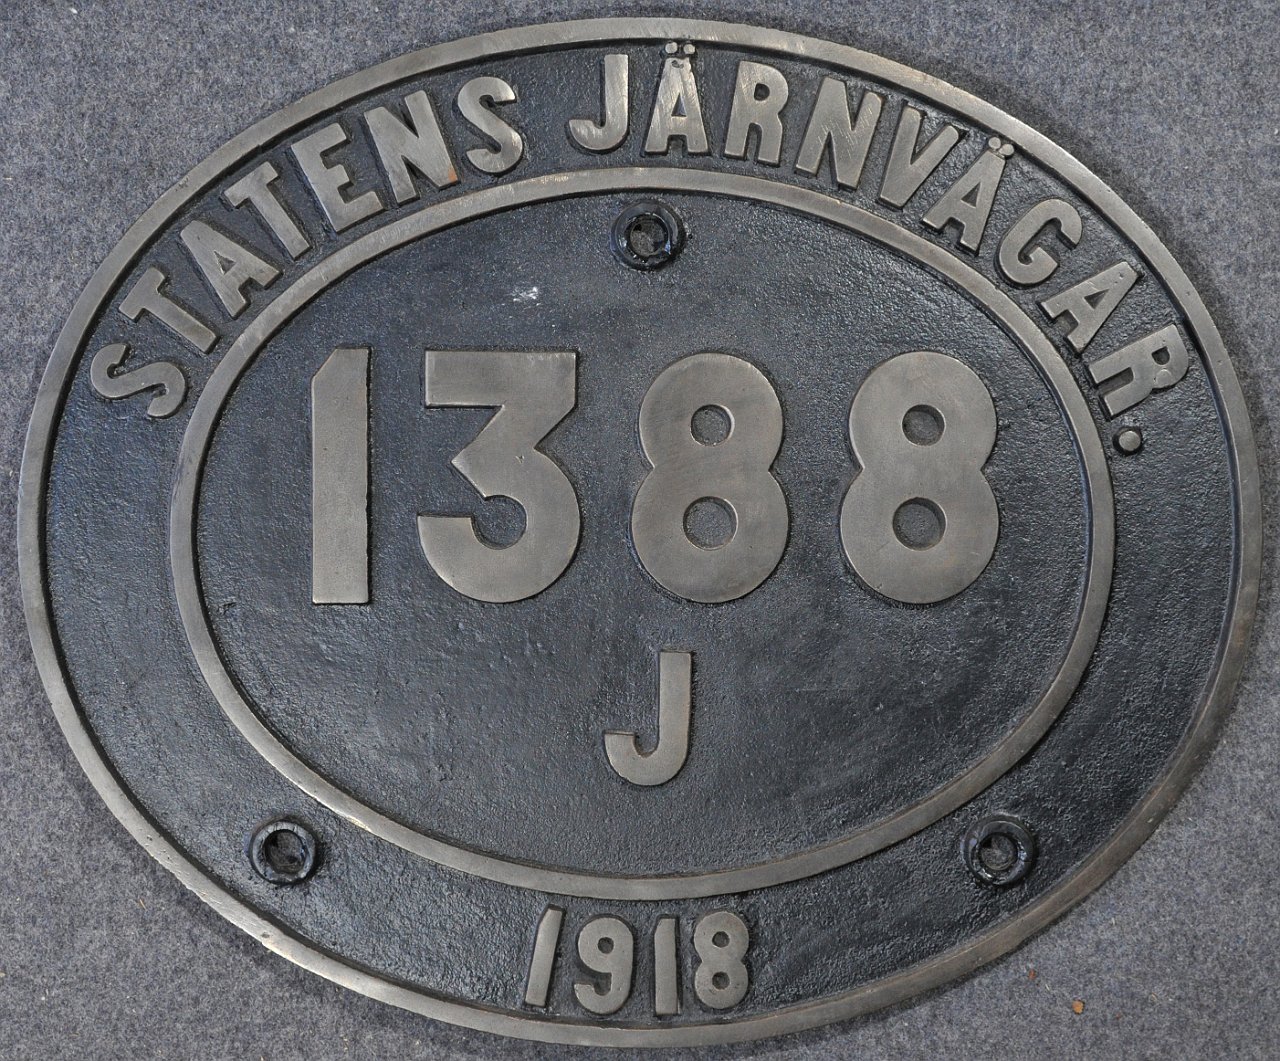 STATENS JÄRNVÄGAR.
1388
J
1918